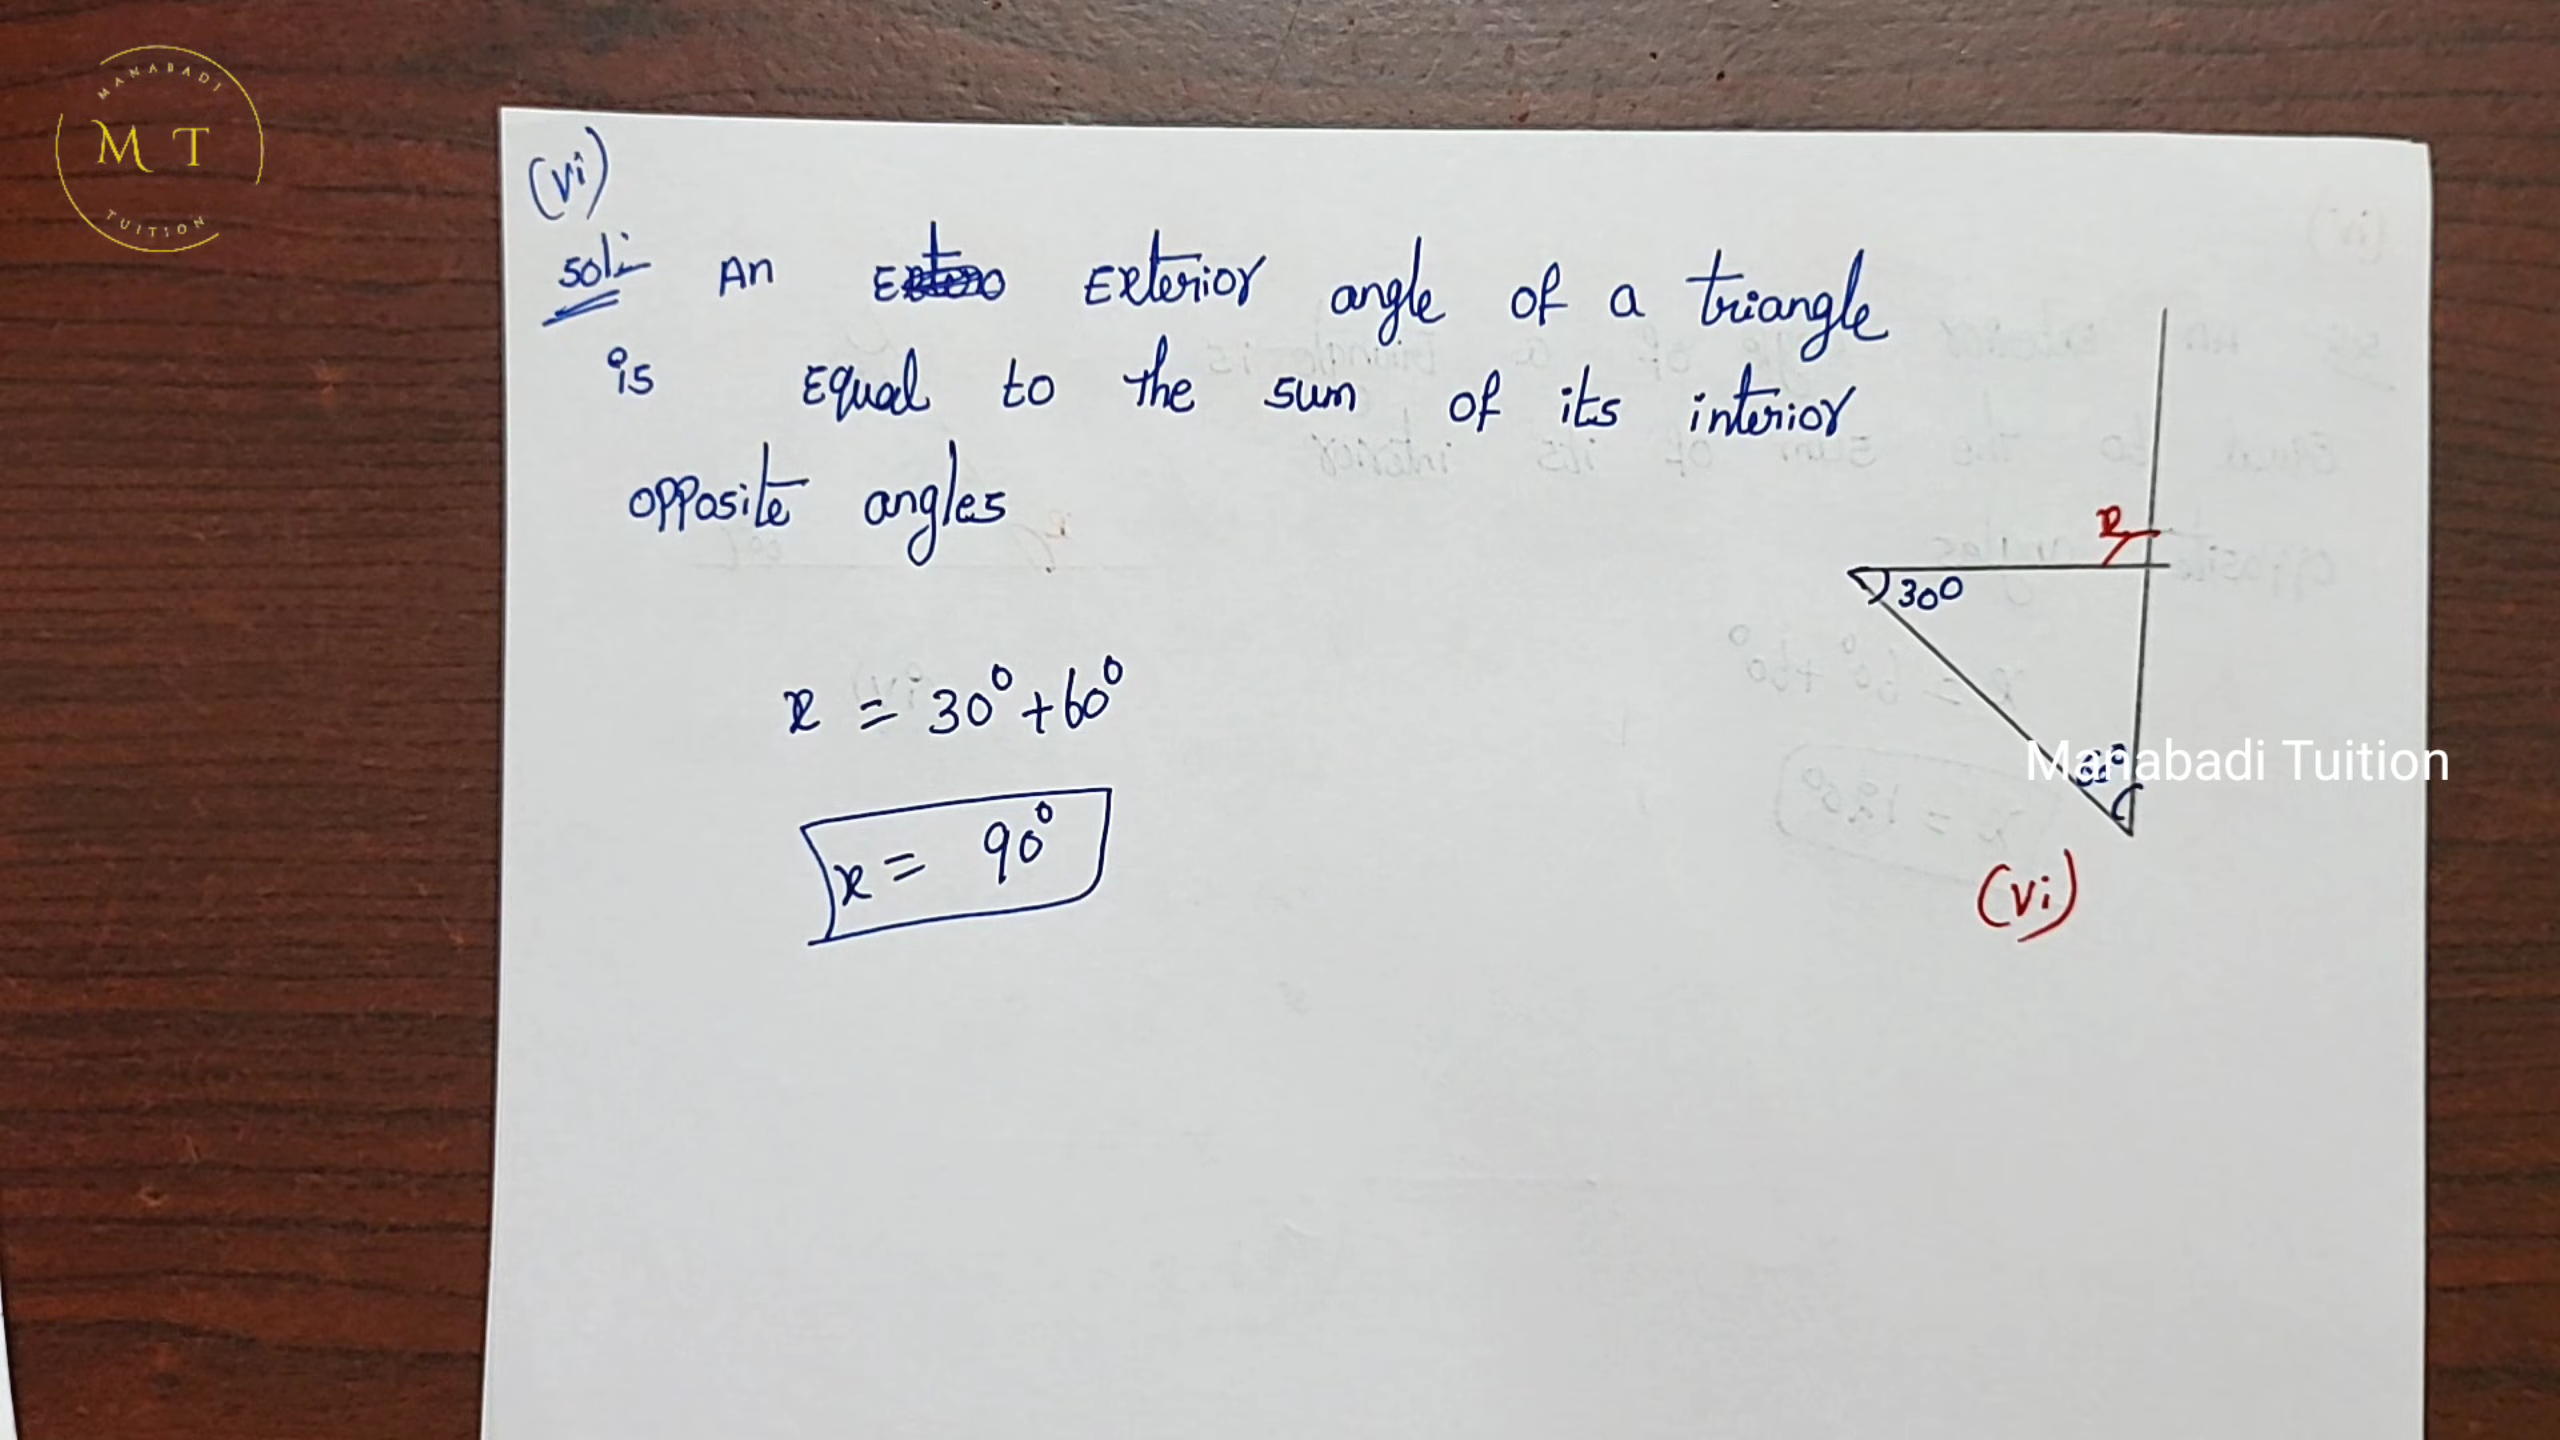 MANABADI
M T
TUITION
(vi)
Sol:- An Exterior angle of a triangle
is Equal to the sum of its interior
opposite angles
x = 30° + 60°
x = 90°
x
30°
60°
Manabadi Tuition
(vi)